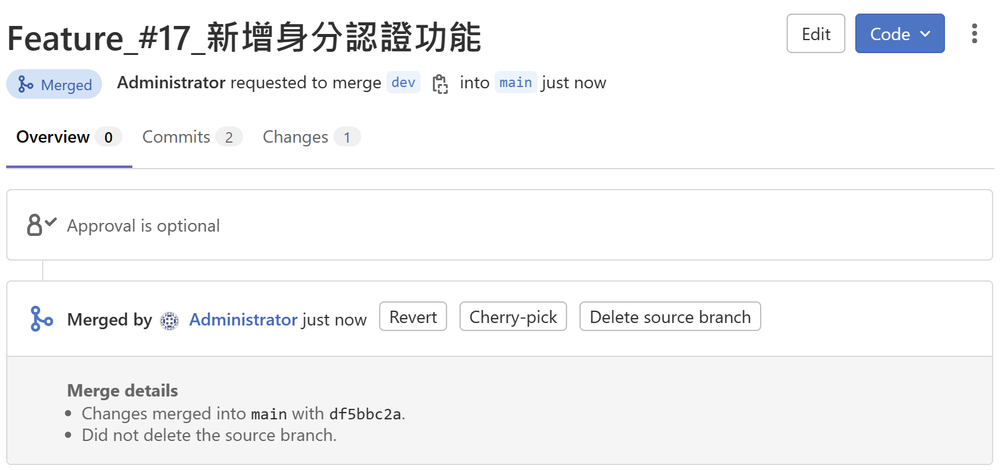 Feature_#17_新增身分認證功能
Edit
Code
Merged
Administrator requested to merge dev into main just now
Overview 0
Commits 2
Changes 1
Approval is optional
Merged by Administrator just now
Revert
Cherry-pick
Delete source branch
Merge details
Changes merged into main with df5bbc2a.
Did not delete the source branch.